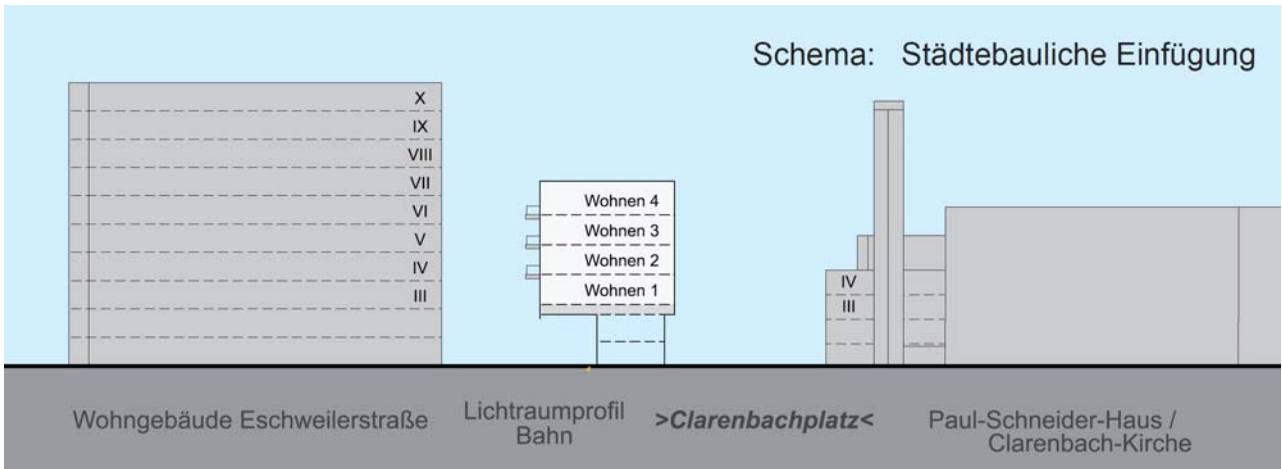 Schema: Städtebauliche Einfügung
X
IX
VIII
VII
VI
V
IV
III
Wohnen 4
Wohnen 3
Wohnen 2
Wohnen 1
IV
III
Wohngebäude Eschweilerstraße
Lichtraumprofil
Bahn
>Clarenbachplatz<
Paul-Schneider-Haus /
Clarenbach-Kirche